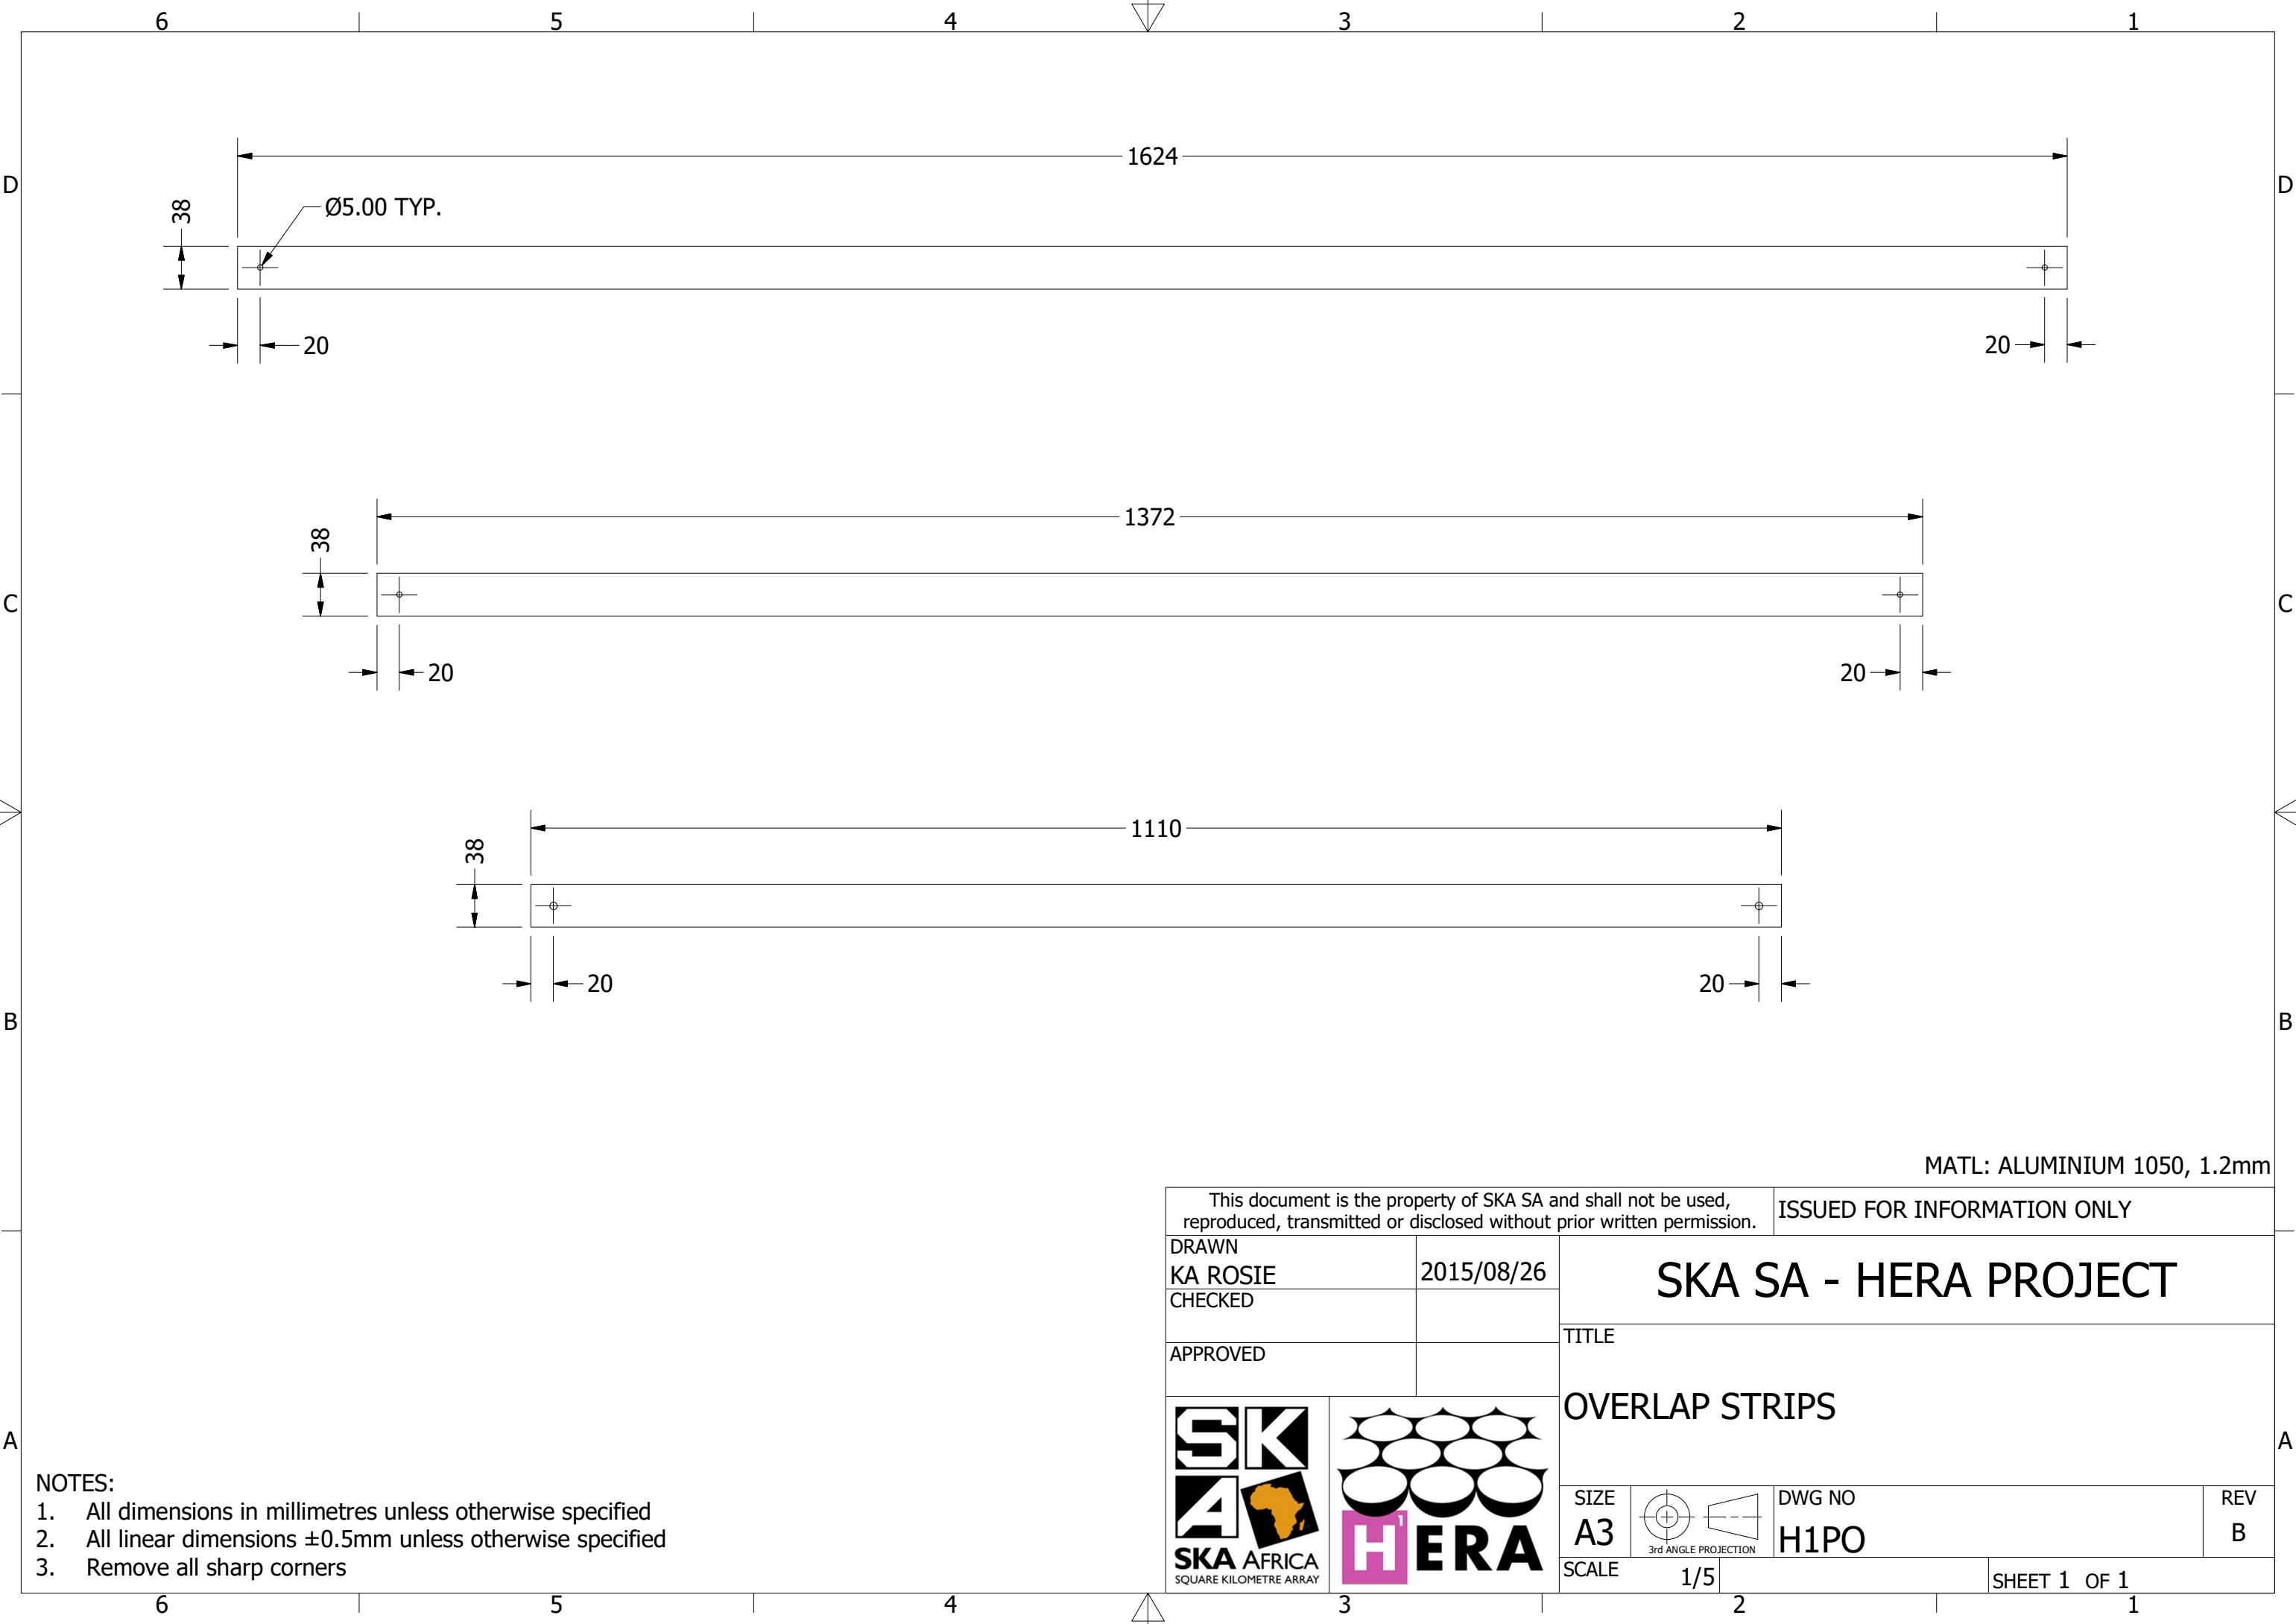 6 5 4 3 2 1
D D
1624
Ø5.00 TYP.
38
20 20
1372
38
C C
20 20
1110
38
20 20
B B
MATL: ALUMINIUM 1050, 1.2mm
This document is the property of SKA SA and shall not be used,
reproduced, transmitted or disclosed without prior written permission.
ISSUED FOR INFORMATION ONLY
DRAWN
KA ROSIE 2015/08/26
CHECKED
APPROVED
SKA SA - HERA PROJECT
TITLE
OVERLAP STRIPS
A A
SK
A
SKA AFRICA
SQUARE KILOMETRE ARRAY
H1ERA
SIZE
A3
3rd ANGLE PROJECTION
DWG NO
H1PO
REV
B
SCALE 1/5
SHEET 1 OF 1
NOTES:
1. All dimensions in millimetres unless otherwise specified
2. All linear dimensions ±0.5mm unless otherwise specified
3. Remove all sharp corners
6 5 4 3 2 1